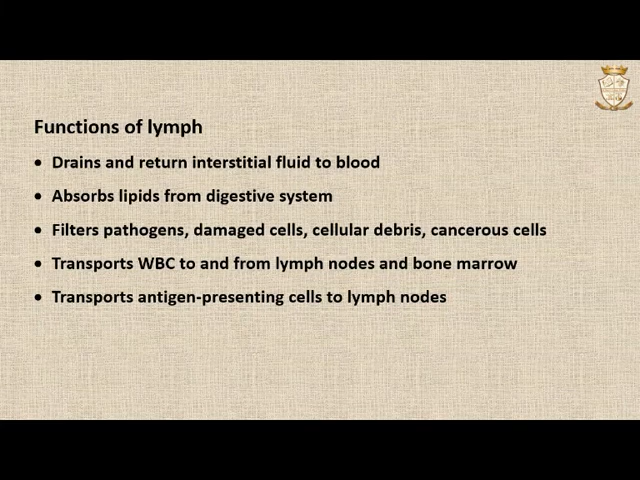 Functions of lymph
• Drains and return interstitial fluid to blood
• Absorbs lipids from digestive system
• Filters pathogens, damaged cells, cellular debris, cancerous cells
• Transports WBC to and from lymph nodes and bone marrow
• Transports antigen-presenting cells to lymph nodes